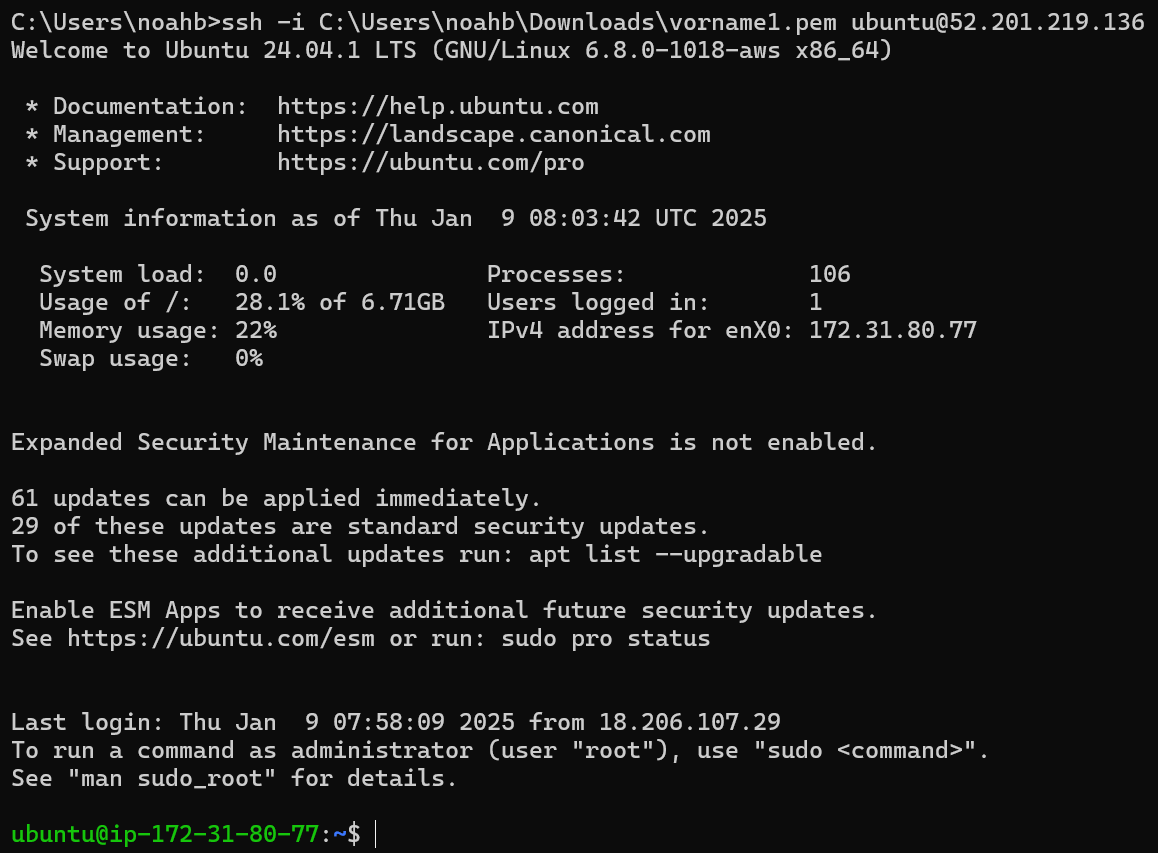 C:\Users\noahb>ssh -i C:\Users\noahb\Downloads\vorname1.pem ubuntu@52.201.219.136
Welcome to Ubuntu 24.04.1 LTS (GNU/Linux 6.8.0-1018-aws x86_64)

 * Documentation:  https://help.ubuntu.com
 * Management:     https://landscape.canonical.com
 * Support:        https://ubuntu.com/pro

 System information as of Thu Jan  9 08:03:42 UTC 2025

  System load:  0.0               Processes:             106
  Usage of /:   28.1% of 6.71GB   Users logged in:       1
  Memory usage: 22%               IPv4 address for enX0: 172.31.80.77
  Swap usage:   0%


Expanded Security Maintenance for Applications is not enabled.

61 updates can be applied immediately.
29 of these updates are standard security updates.
To see these additional updates run: apt list --upgradable

Enable ESM Apps to receive additional future security updates.
See https://ubuntu.com/esm or run: sudo pro status


Last login: Thu Jan  9 07:58:09 2025 from 18.206.107.29
To run a command as administrator (user "root"), use "sudo <command>".
See "man sudo_root" for details.

ubuntu@ip-172-31-80-77:~$